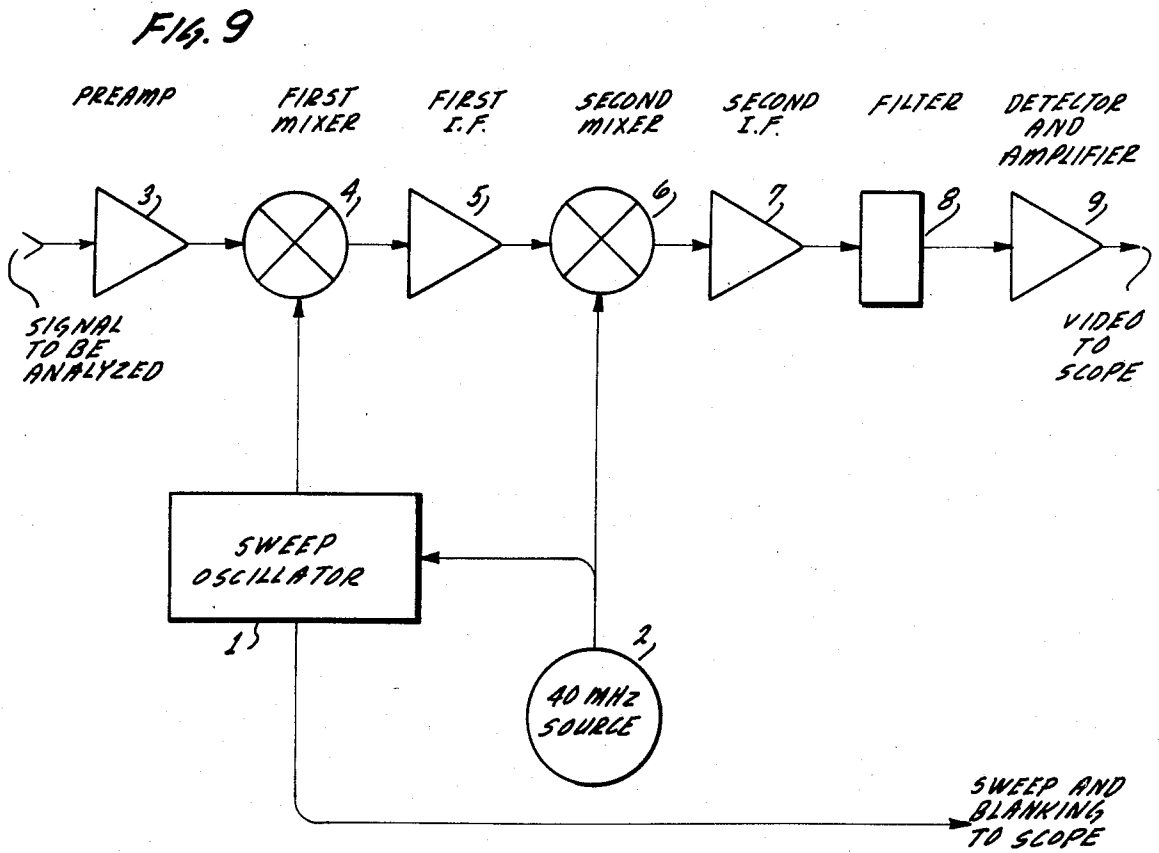 FIG. 9
PREAMP
FIRST
MIXER
FIRST
I.F.
SECOND
MIXER
SECOND
I.F.
FILTER
DETECTOR
AND
AMPLIFIER
3
4
5
6
7
8
9
SIGNAL
TO BE
ANALYZED
VIDEO
TO
SCOPE
SWEEP
OSCILLATOR
1
2
40 MHz
SOURCE
SWEEP AND
BLANKING
TO SCOPE